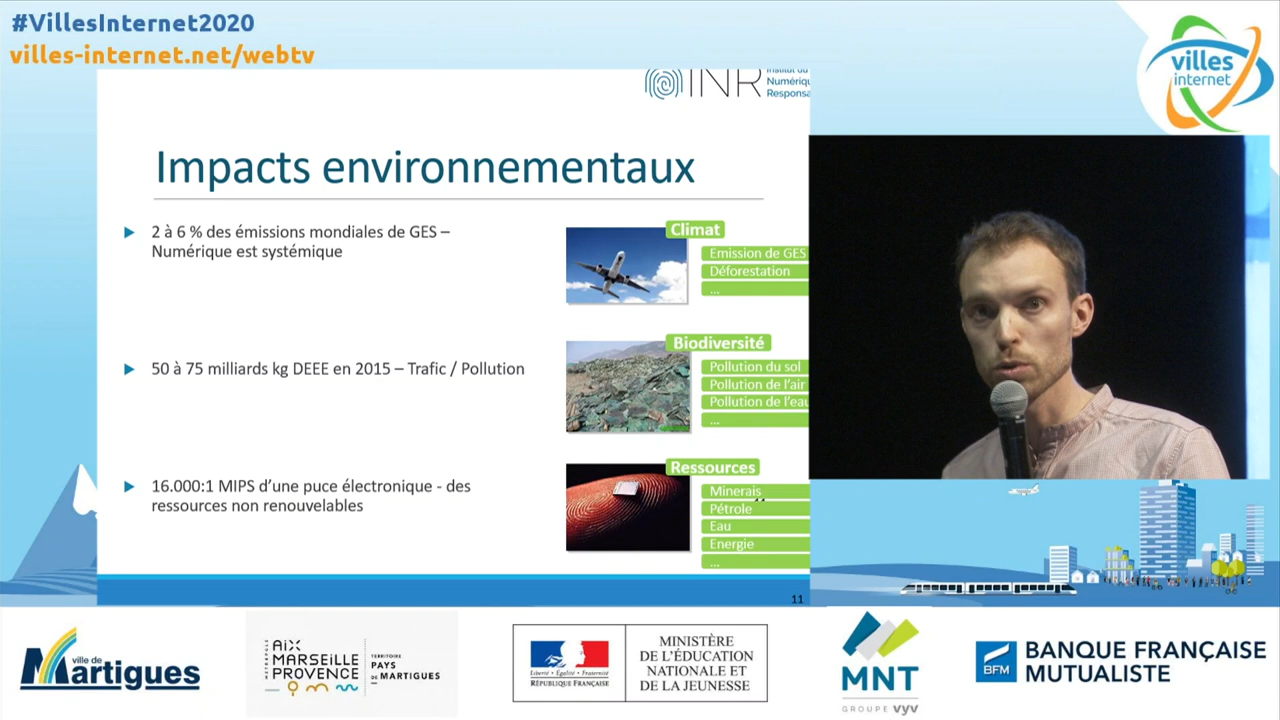 #VillesInternet2020
villes-internet.net/webtv
villes
internet
INR
Institut du
Numériqu
Responsa
Impacts environnementaux
2 à 6 % des émissions mondiales de GES –
Numérique est systémique
Climat
Emission de GES
Déforestation
...
50 à 75 milliards kg DEEE en 2015 – Trafic / Pollution
Biodiversité
Pollution du sol
Pollution de l'air
Pollution de l'eau
...
16.000:1 MIPS d'une puce électronique - des
ressources non renouvelables
Ressources
Minerais
Pétrole
Eau
Energie
...
11
ville de
Martigues
MÉTROPOLE
AIX
MARSEILLE
PROVENCE
TERRITOIRE
PAYS
DE MARTIGUES
Liberté • Égalité • Fraternité
RÉPUBLIQUE FRANÇAISE
MINISTÈRE
DE L'ÉDUCATION
NATIONALE ET
DE LA JEUNESSE
MNT
GROUPE vyv
BFM
BANQUE FRANÇAISE
MUTUALISTE